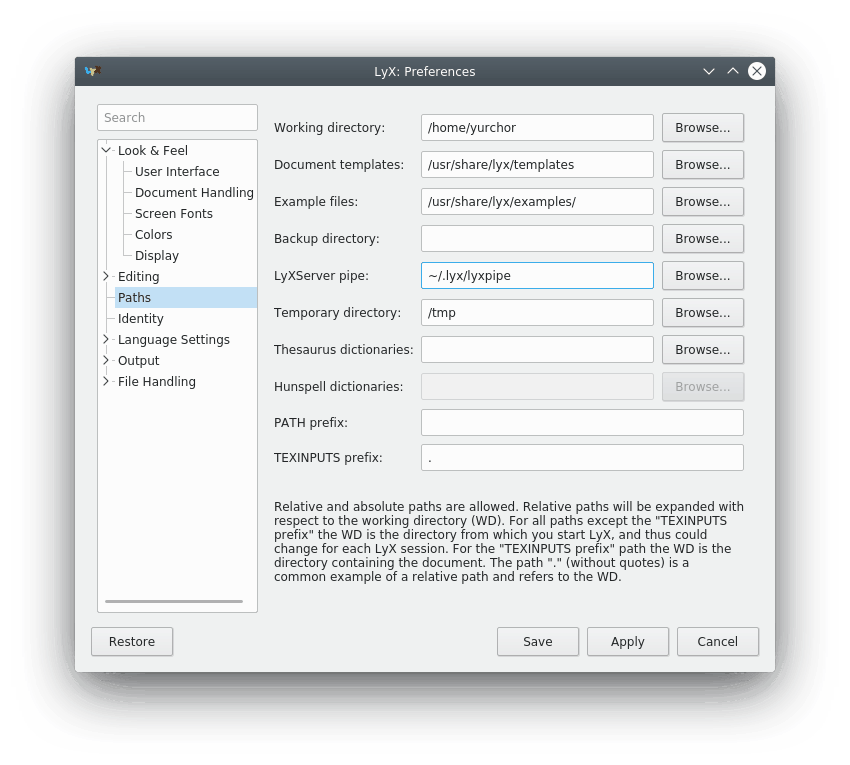 LyX: Preferences
Search
Look & Feel
User Interface
Document Handling
Screen Fonts
Colors
Display
Editing
Paths
Identity
Language Settings
Output
File Handling
Working directory: /home/yurchor Browse...
Document templates: /usr/share/lyx/templates Browse...
Example files: /usr/share/lyx/examples/ Browse...
Backup directory: Browse...
LyXServer pipe: ~/.lyx/lyxpipe Browse...
Temporary directory: /tmp Browse...
Thesaurus dictionaries: Browse...
Hunspell dictionaries: Browse...
PATH prefix:
TEXINPUTS prefix: .
Relative and absolute paths are allowed. Relative paths will be expanded with
respect to the working directory (WD). For all paths except the "TEXINPUTS
prefix" the WD is the directory from which you start LyX, and thus could
change for each LyX session. For the "TEXINPUTS prefix" path the WD is the
directory containing the document. The path "." (without quotes) is a
common example of a relative path and refers to the WD.
Restore Save Apply Cancel